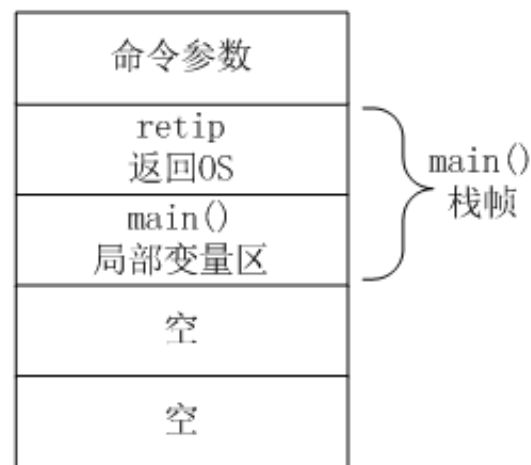 命令参数
retip
返回OS
main()
局部变量区
空
空
main()
栈帧